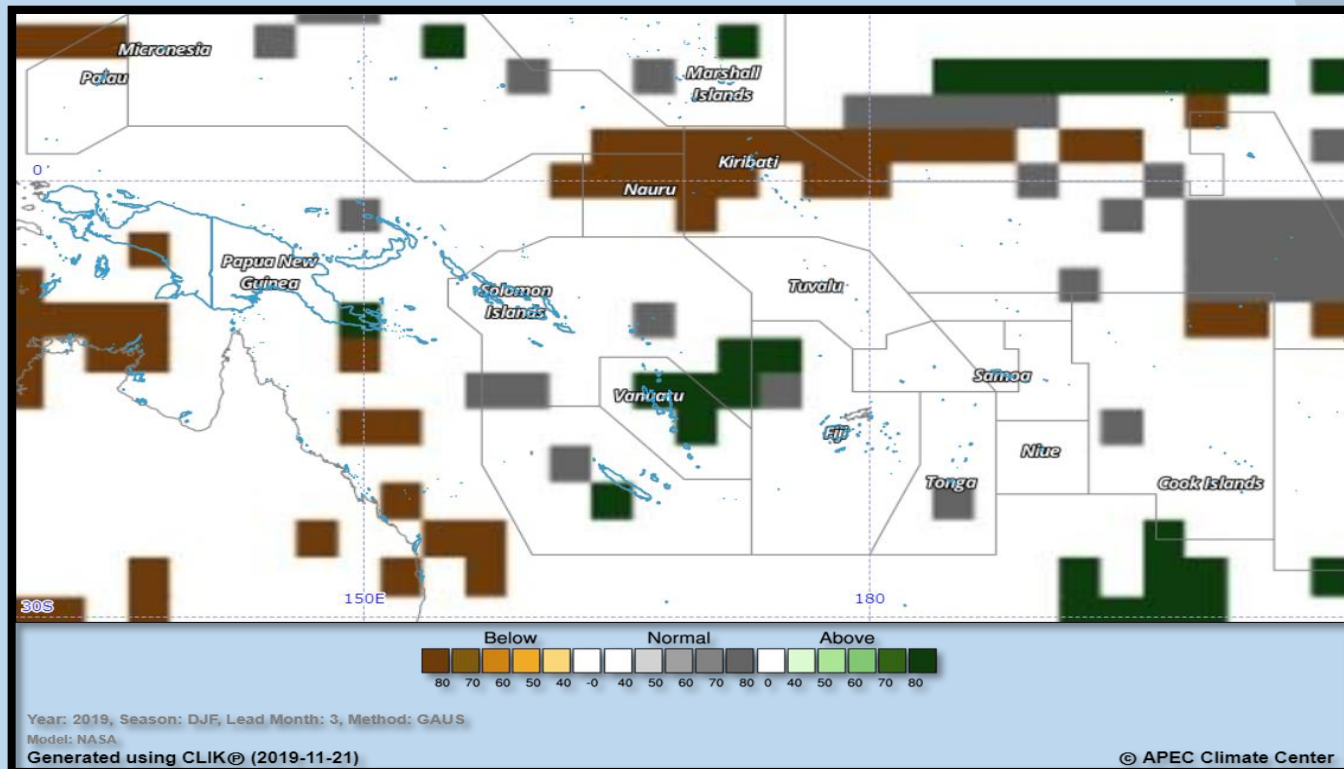 Micronesia
Palau
Marshall
Islands
Kiribati
0
Nauru
Papua New
Guinea
Solomon
Islands
Tuvalu
Samoa
Vanuatu
Fiji
Niue
Tonga
Cook Islands
30S
150E
180
Below Normal Above
80 70 60 50 40 -0 40 50 60 70 80 0 40 50 60 70 80
Year: 2019, Season: DJF, Lead Month: 3, Method: GAUS
Model: NASA
Generated using CLIK℗ (2019-11-21)
© APEC Climate Center